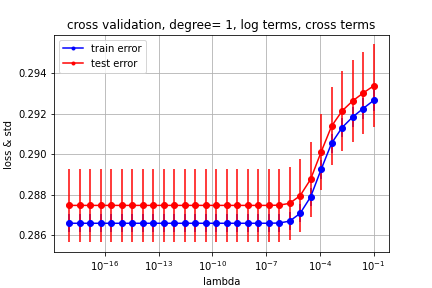 cross validation, degree= 1, log terms, cross terms
train error
test error
0.294
0.292
0.290
0.288
0.286
loss & std
10⁻¹⁶ 10⁻¹³ 10⁻¹⁰ 10⁻⁷ 10⁻⁴ 10⁻¹
lambda